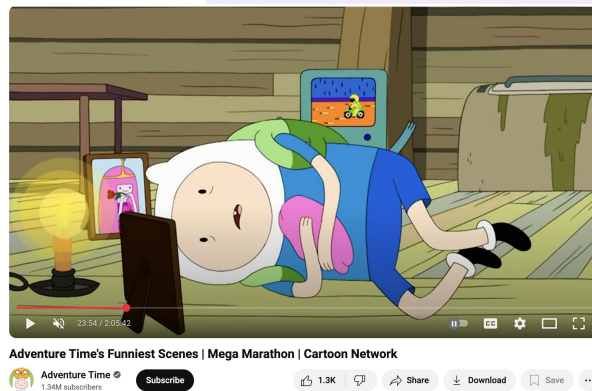 23:54 / 2:05:42
CC
Adventure Time's Funniest Scenes | Mega Marathon | Cartoon Network
Adventure Time
1.34M subscribers
Subscribe
1.3K
Share
Download
Save